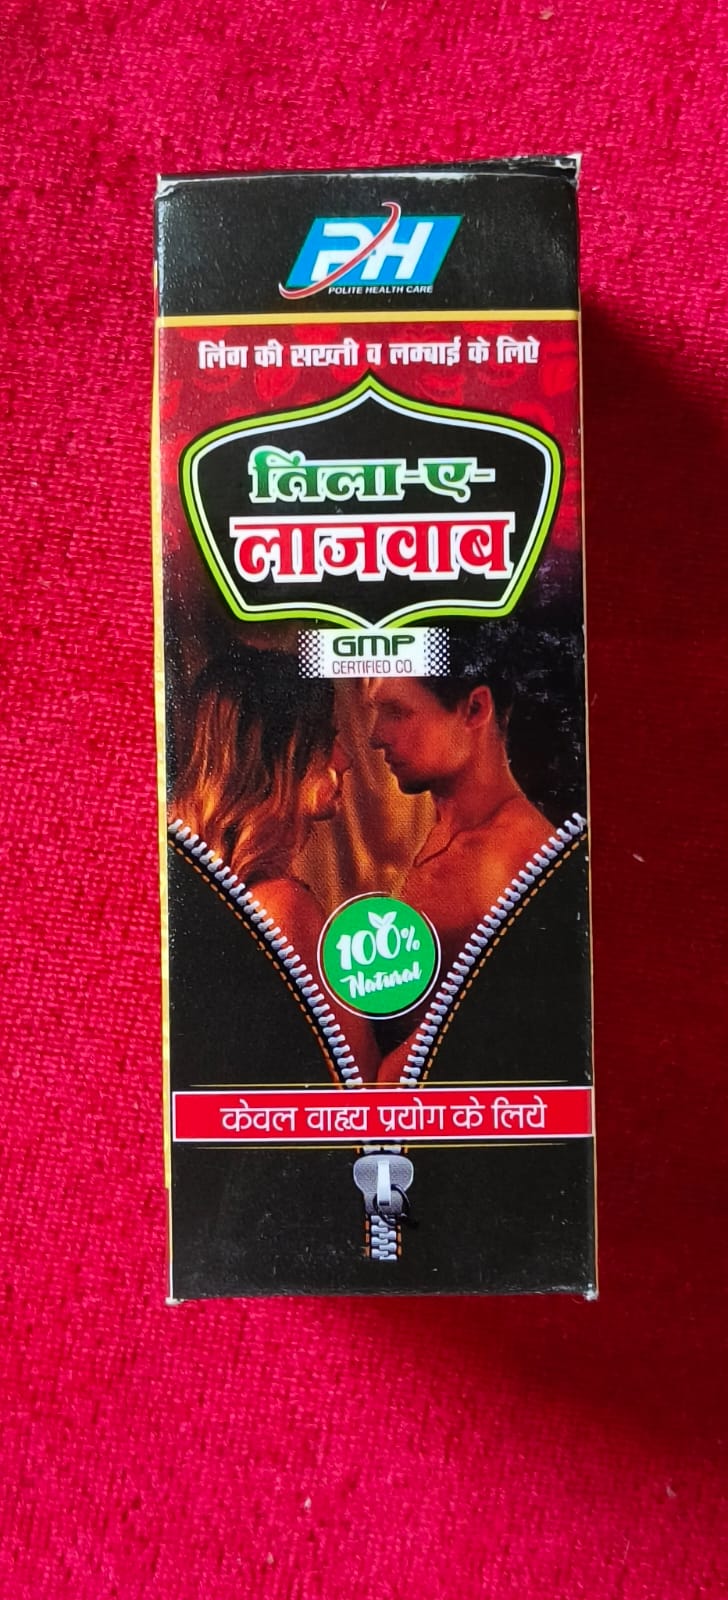 PH
POLITE HEALTH CARE
लिंग की सख्ती व लम्बाई के लिऐ
तिला-ए-
लाजवाब
GMP
CERTIFIED CO.
100%
Natural
केवल वाह्य प्रयोग के लिये